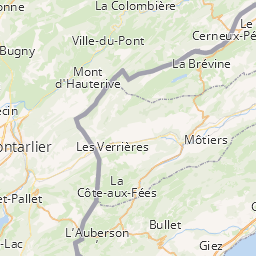 La Colombière
onne
Le
Cerneux-Pé
Ville-du-Pont
Bugny
La Brévine
Mont
d'Hauterive
ecin
Môtiers
ontarlier
Les Verrières
La
Côte-aux-Fées
et-Pallet
Bullet
L'Auberson
Giez
-Lac